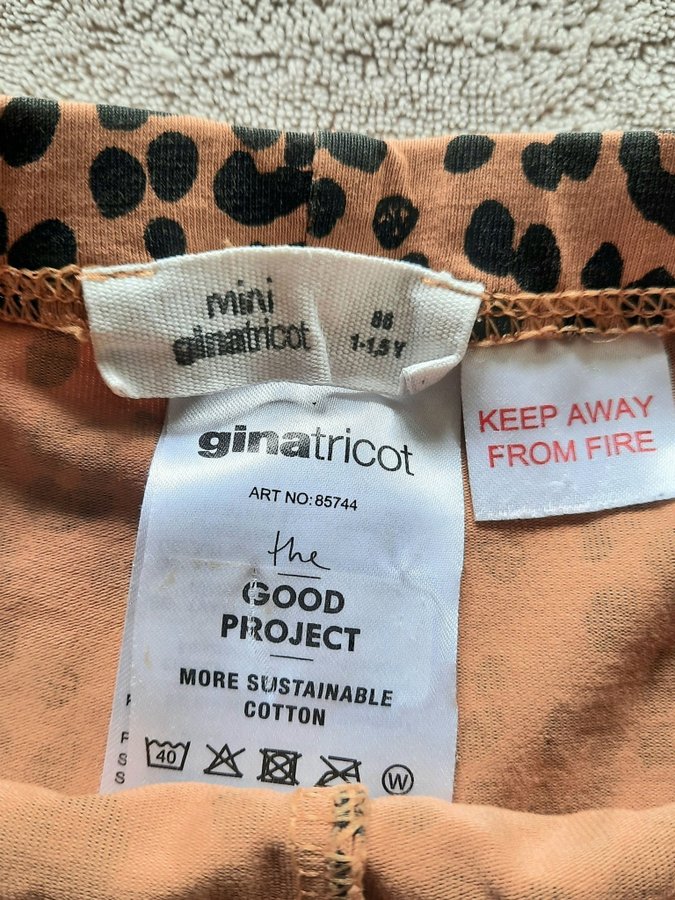 mini
ginatricot
86
1-1,5 Y
KEEP AWAY
FROM FIRE
ginatricot
ART NO: 85744
the
GOOD
PROJECT
MORE SUSTAINABLE
COTTON
40
W